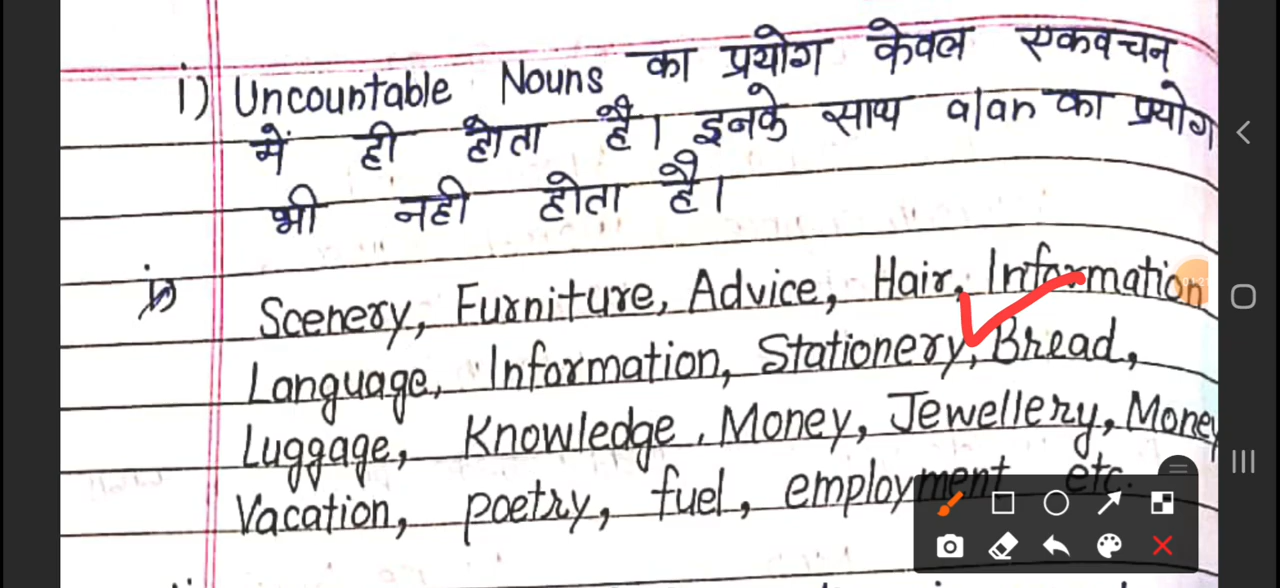 i) Uncountable Nouns का प्रयोग केवल एकवचन
में ही होता है। इनके साथ a/an का प्रयोग
भी नही होता है।
Scenery, Furniture, Advice, Hair, Information
Language, Information, Stationery, Bread,
Luggage, Knowledge, Money, Jewellery, Money
Vacation, poetry, fuel, employment etc.